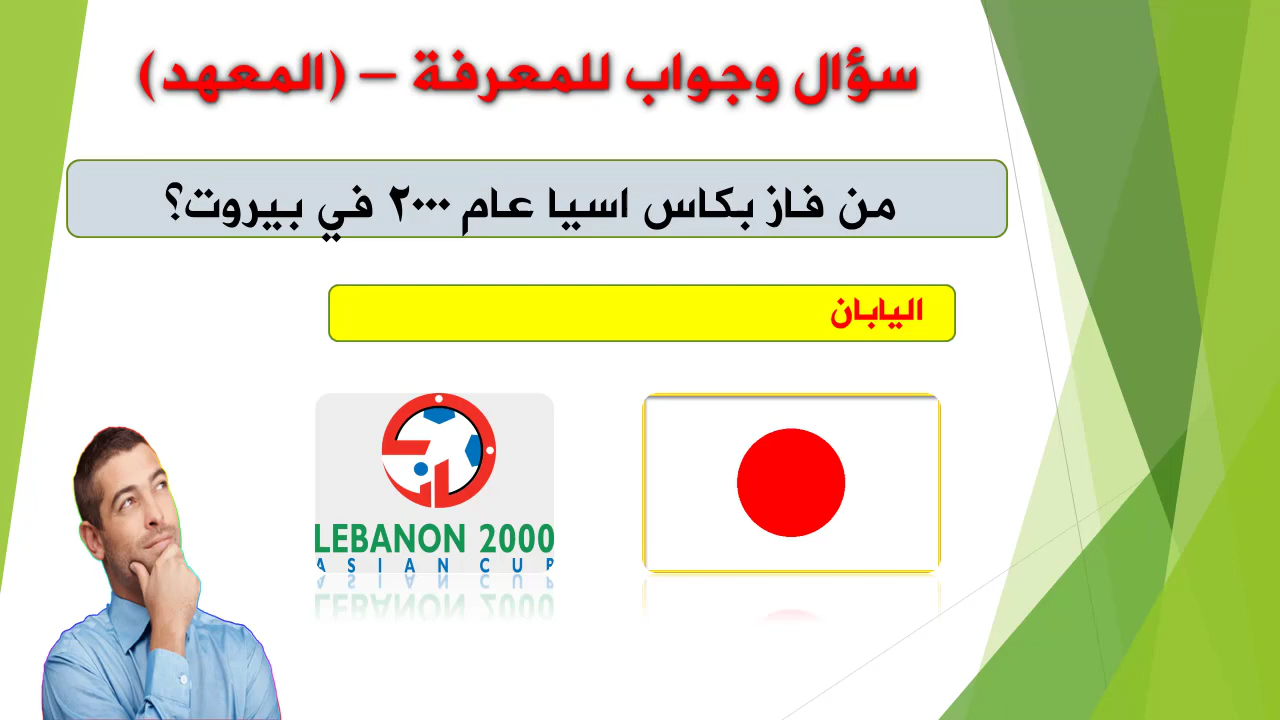 سؤال وجواب للمعرفة – (المعهد)
من فاز بكاس اسيا عام ٢٠٠٠ في بيروت؟
اليابان
LEBANON 2000
ASIAN CUP